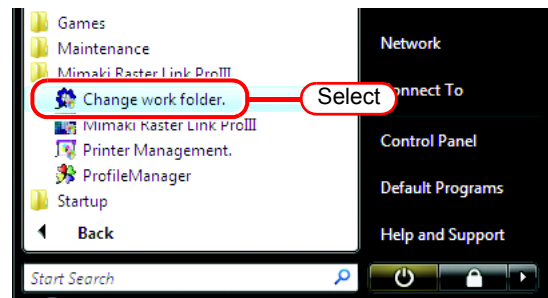 Games
Maintenance
Mimaki Raster Link ProIII
Change work folder.
Select
Mimaki Raster Link ProIII
Printer Management.
ProfileManager
Startup
Back
Start Search
Network
Connect To
Control Panel
Default Programs
Help and Support